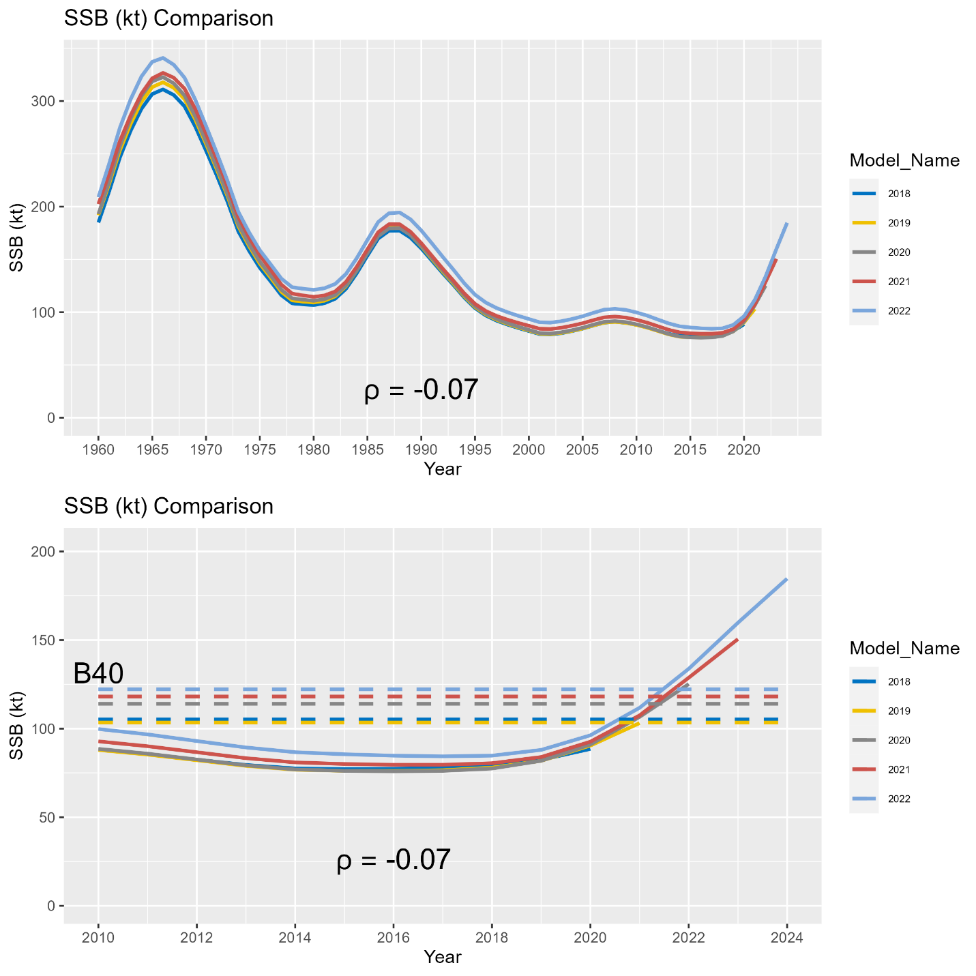 SSB (kt) Comparison
300
200
100
0
SSB (kt)
ρ = -0.07
1960 1965 1970 1975 1980 1985 1990 1995 2000 2005 2010 2015 2020
Year
Model_Name
2018
2019
2020
2021
2022
SSB (kt) Comparison
200
150
100
50
0
SSB (kt)
B40
ρ = -0.07
2010 2012 2014 2016 2018 2020 2022 2024
Year
Model_Name
2018
2019
2020
2021
2022